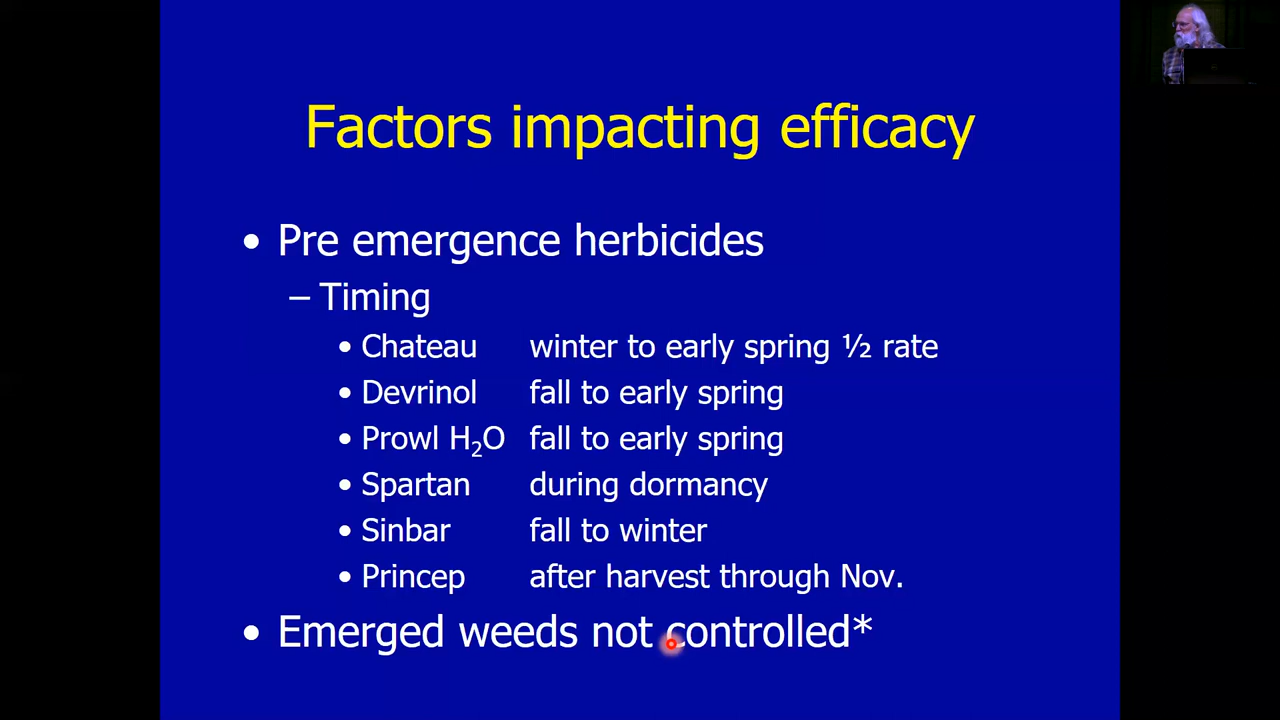 Factors impacting efficacy
• Pre emergence herbicides
– Timing
• Chateau winter to early spring ½ rate
• Devrinol fall to early spring
• Prowl H₂O fall to early spring
• Spartan during dormancy
• Sinbar fall to winter
• Princep after harvest through Nov.
• Emerged weeds not controlled*